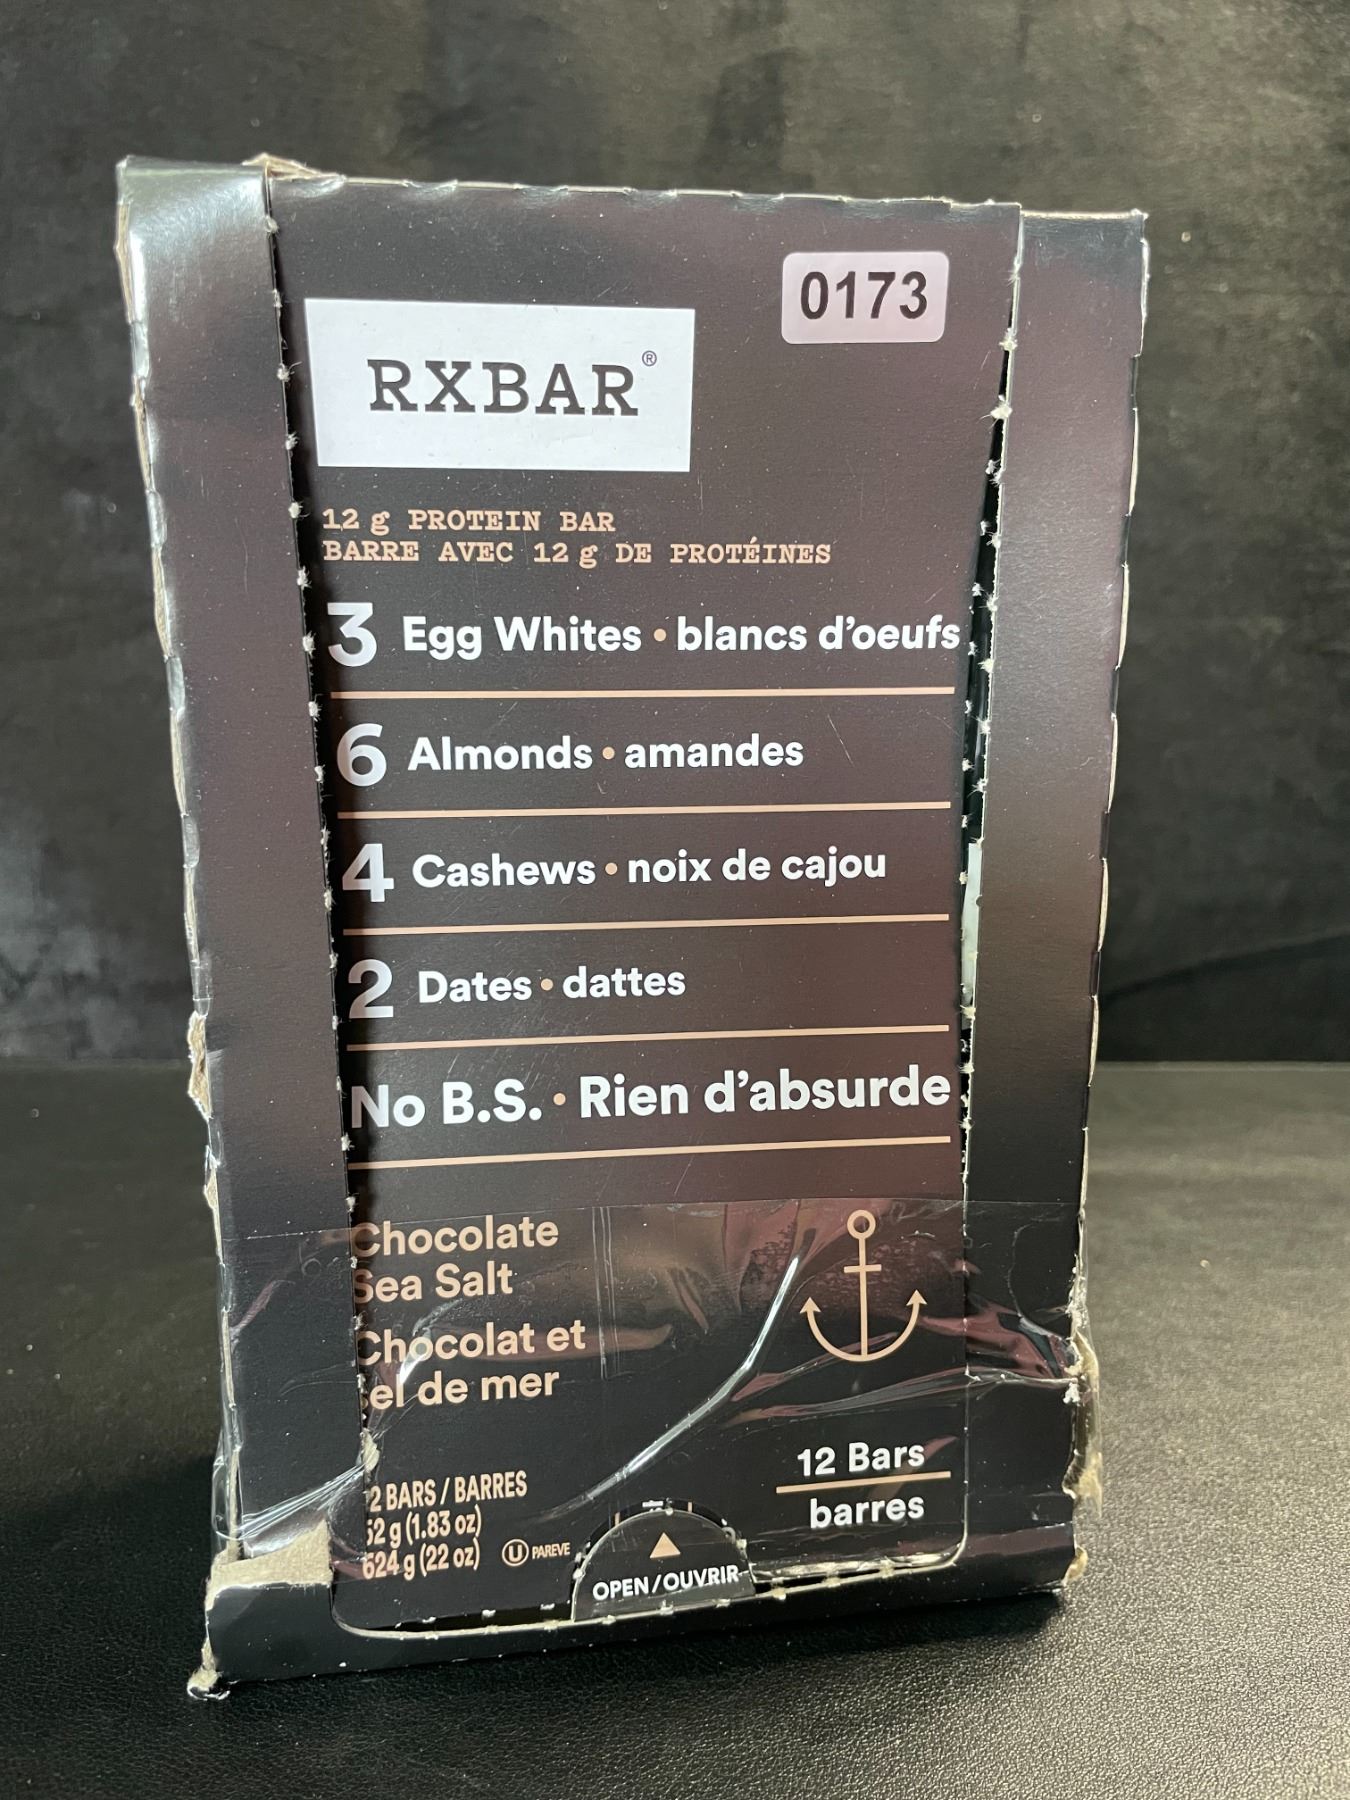 0173
RXBAR®
12 g PROTEIN BAR
BARRE AVEC 12 g DE PROTÉINES
3 Egg Whites • blancs d'oeufs
6 Almonds • amandes
4 Cashews • noix de cajou
2 Dates • dattes
No B.S. • Rien d'absurde
Chocolate
Sea Salt
Chocolat et
sel de mer
12 Bars
barres
12 BARS / BARRES
52 g (1.83 oz)
624 g (22 oz)
U PAREVE
OPEN / OUVRIR